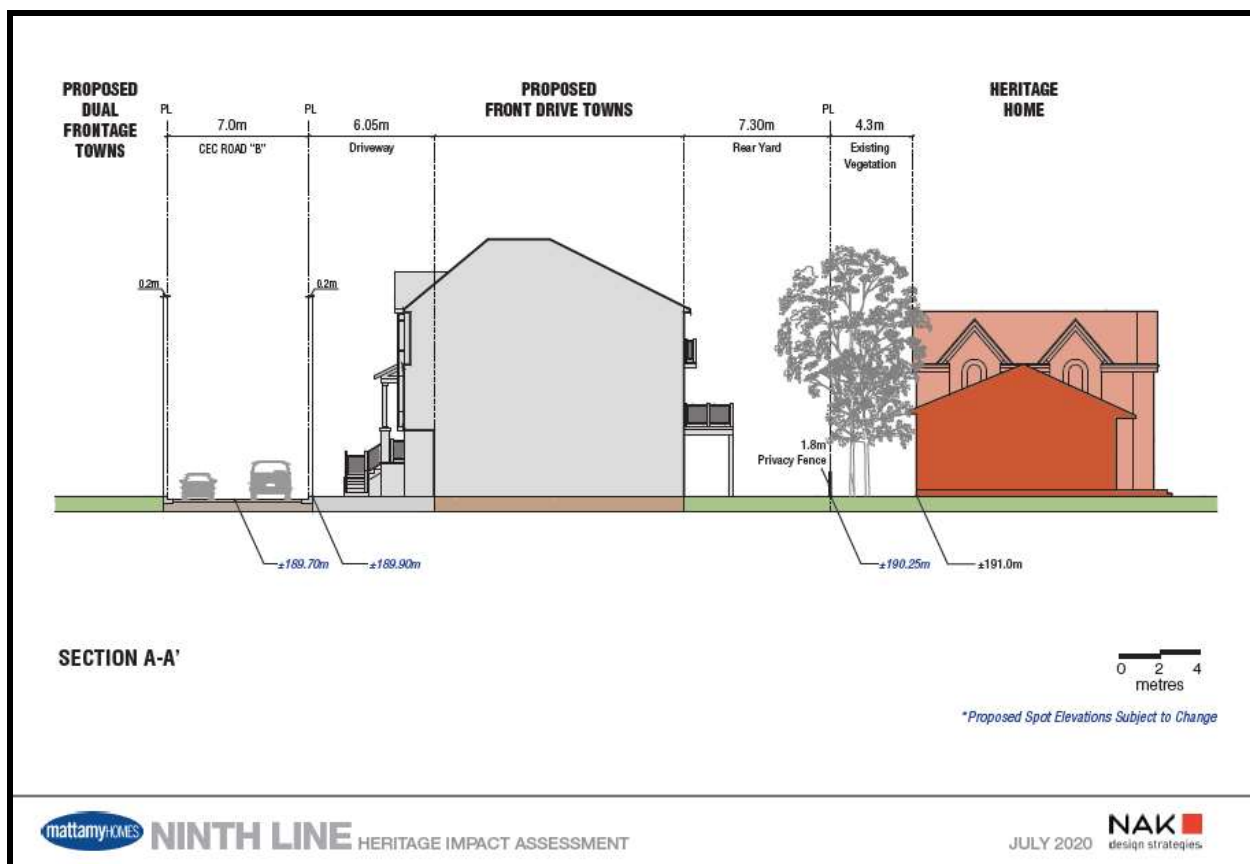 PROPOSED
DUAL
FRONTAGE
TOWNS
PL
7.0m
CEC ROAD "B"
PL
6.05m
Driveway
PROPOSED
FRONT DRIVE TOWNS
7.30m
Rear Yard
PL
4.3m
Existing
Vegetation
HERITAGE
HOME
0.2m
0.2m
1.8m
Privacy Fence
±189.70m
±189.90m
±190.25m
±191.0m
SECTION A-A'
0 2 4
metres
*Proposed Spot Elevations Subject to Change
mattamyHOMES
NINTH LINE HERITAGE IMPACT ASSESSMENT
JULY 2020
NAK
design strategies